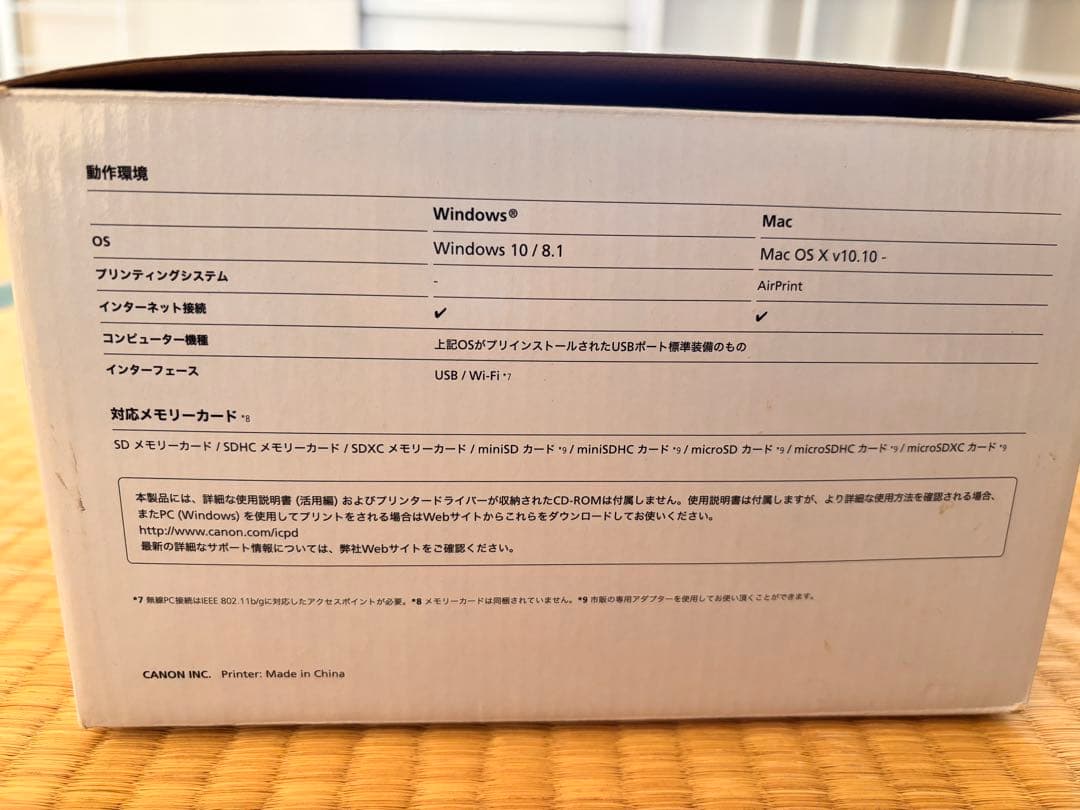 動作環境
Windows® Mac
OS Windows 10 / 8.1 Mac OS X v10.10 -
プリンティングシステム - AirPrint
インターネット接続 ✔ ✔
コンピューター機種 上記OSがプリインストールされたUSBポート標準装備のもの
インターフェース USB / Wi-Fi *7
対応メモリーカード *8
SD メモリーカード / SDHC メモリーカード / SDXC メモリーカード / miniSD カード *9 / miniSDHC カード *9 / microSD カード *9 / microSDHC カード *9 / microSDXC カード *9
本製品には、詳細な使用説明書 (活用編) およびプリンタードライバーが収納されたCD-ROMは付属しません。使用説明書は付属しますが、より詳細な使用方法を確認される場合、
またPC (Windows) を使用してプリントをされる場合はWebサイトからこれらをダウンロードしてお使いください。
http://www.canon.com/icpd
最新の詳細なサポート情報については、弊社Webサイトをご確認ください。
*7 無線PC接続はIEEE 802.11b/gに対応したアクセスポイントが必要。*8 メモリーカードは同梱されていません。*9 市販の専用アダプターを使用してお使い頂くことができます。
CANON INC. Printer: Made in China